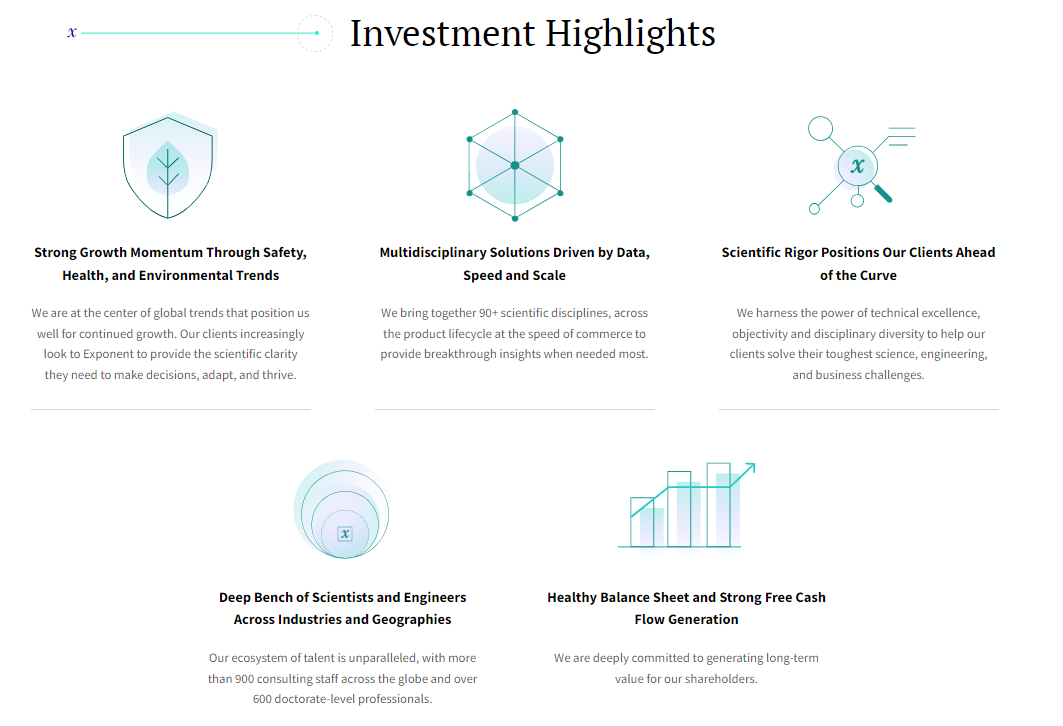 x
Investment Highlights
x
Strong Growth Momentum Through Safety,
Health, and Environmental Trends
We are at the center of global trends that position us
well for continued growth. Our clients increasingly
look to Exponent to provide the scientific clarity
they need to make decisions, adapt, and thrive.
Multidisciplinary Solutions Driven by Data,
Speed and Scale
We bring together 90+ scientific disciplines, across
the product lifecycle at the speed of commerce to
provide breakthrough insights when needed most.
Scientific Rigor Positions Our Clients Ahead
of the Curve
We harness the power of technical excellence,
objectivity and disciplinary diversity to help our
clients solve their toughest science, engineering,
and business challenges.
x
Deep Bench of Scientists and Engineers
Across Industries and Geographies
Our ecosystem of talent is unparalleled, with more
than 900 consulting staff across the globe and over
600 doctorate-level professionals.
Healthy Balance Sheet and Strong Free Cash
Flow Generation
We are deeply committed to generating long-term
value for our shareholders.